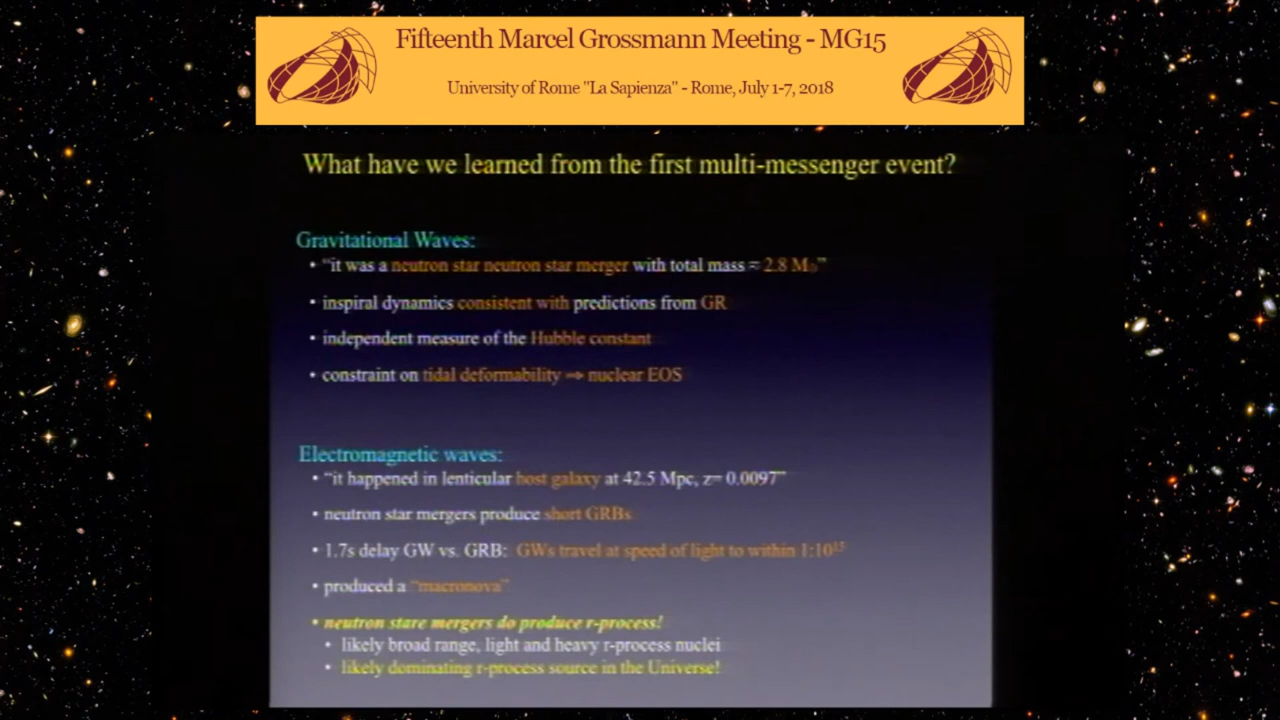 Fifteenth Marcel Grossmann Meeting - MG15
University of Rome "La Sapienza" - Rome, July 1-7, 2018
What have we learned from the first multi-messenger event?
Gravitational Waves:
• “it was a neutron star neutron star merger with total mass ≈ 2.8 M☉”
• inspiral dynamics consistent with predictions from GR
• independent measure of the Hubble constant
• constraint on tidal deformability ⇒ nuclear EOS
Electromagnetic waves:
• “it happened in lenticular host galaxy at 42.5 Mpc, z= 0.0097”
• neutron star mergers produce short GRBs
• 1.7s delay GW vs. GRB: GWs travel at speed of light to within 1:10¹⁵
• produced a “macronova”
• neutron stare mergers do produce r-process!
• likely broad range, light and heavy r-process nuclei
• likely dominating r-process source in the Universe!